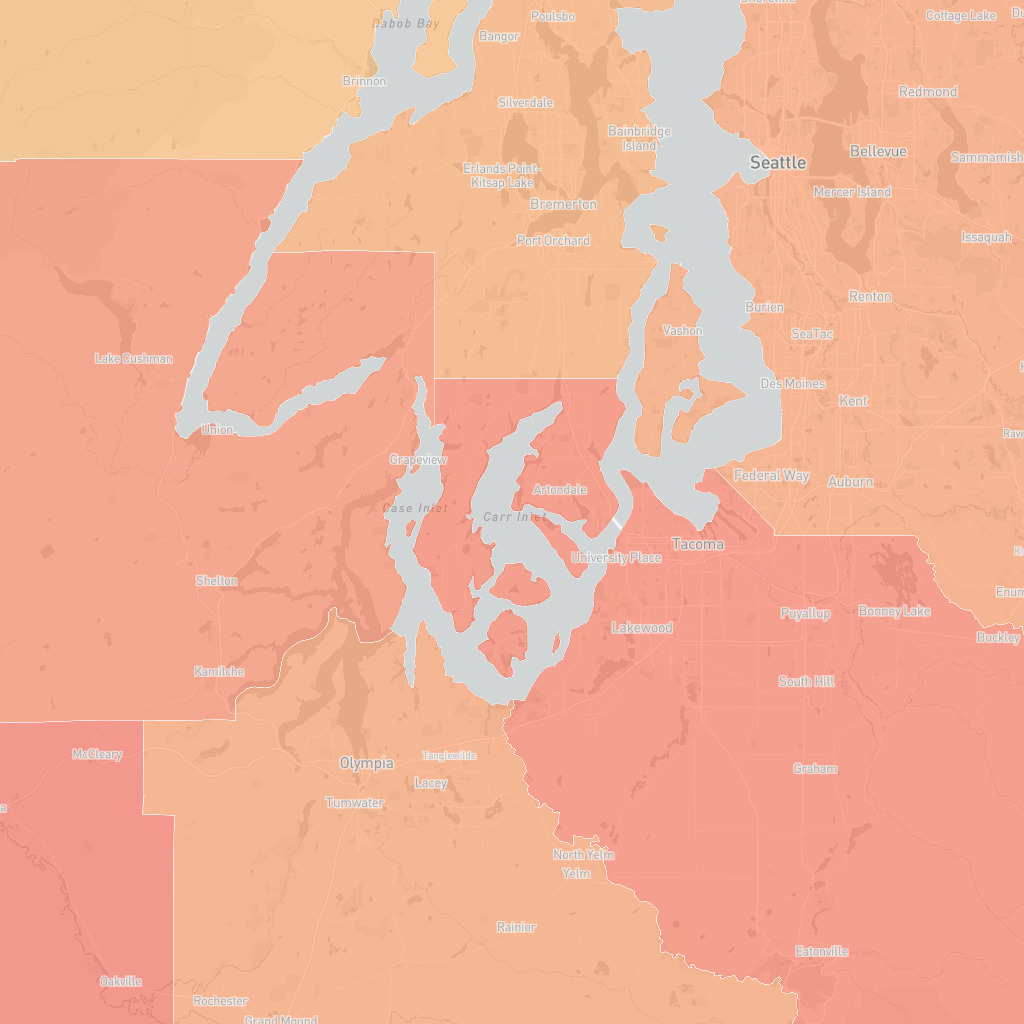 Shoreline
Poulsbo
Cottage Lake
Dabob Bay
Bangor
Brinnon
Redmond
Silverdale
Bainbridge
Island
Bellevue
Seattle
Sammamish
Erlands Point-
Kitsap Lake
Mercer Island
Bremerton
Port Orchard
Issaquah
Renton
Burien
Vashon
SeaTac
Lake Cushman
Des Moines
Kent
Union
Grapeview
Federal Way
Auburn
Artondale
Case Inlet
Carr Inlet
Tacoma
University Place
Shelton
Puyallup
Bonney Lake
Lakewood
Buckley
Kamilche
South Hill
McCleary
Tanglewilde
Olympia
Graham
Lacey
Tumwater
North Yelm
Yelm
Rainier
Eatonville
Oakville
Rochester
Grand Mound